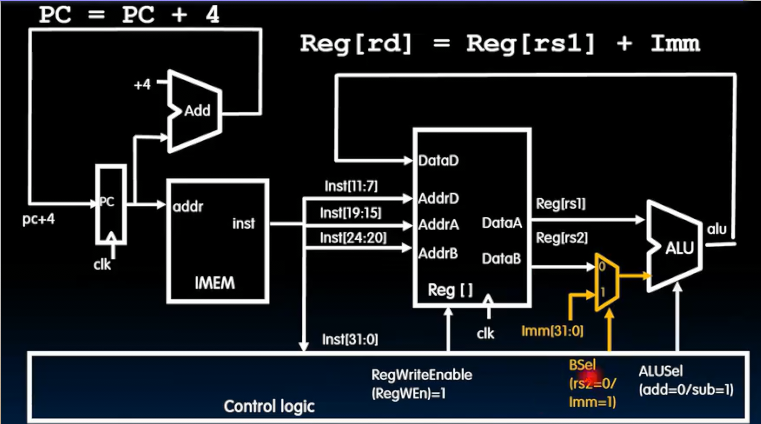 PC = PC + 4
Reg[rd] = Reg[rs1] + Imm
+4
Add
DataD
Inst[11:7]
AddrD
PC
addr
inst
Inst[19:15]
AddrA
DataA
Reg[rs1]
alu
pc+4
Inst[24:20]
AddrB
DataB
Reg[rs2]
ALU
0
1
clk
IMEM
Reg [ ]
clk
Imm[31:0]
Inst[31:0]
RegWriteEnable
(RegWEn)=1
BSel
(rs2=0/
Imm=1)
ALUSel
(add=0/sub=1)
Control logic